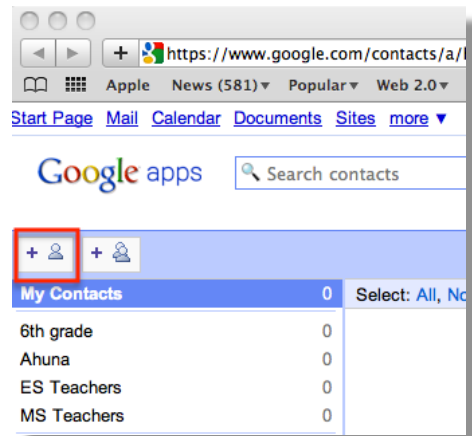 https://www.google.com/contacts/a/
Apple News (581)▾ Popular▾ Web 2.0▾
Start Page Mail Calendar Documents Sites more ▼
Google apps Search contacts
+ +
My Contacts 0 Select: All,
6th grade 0
Ahuna 0
ES Teachers 0
MS Teachers 0